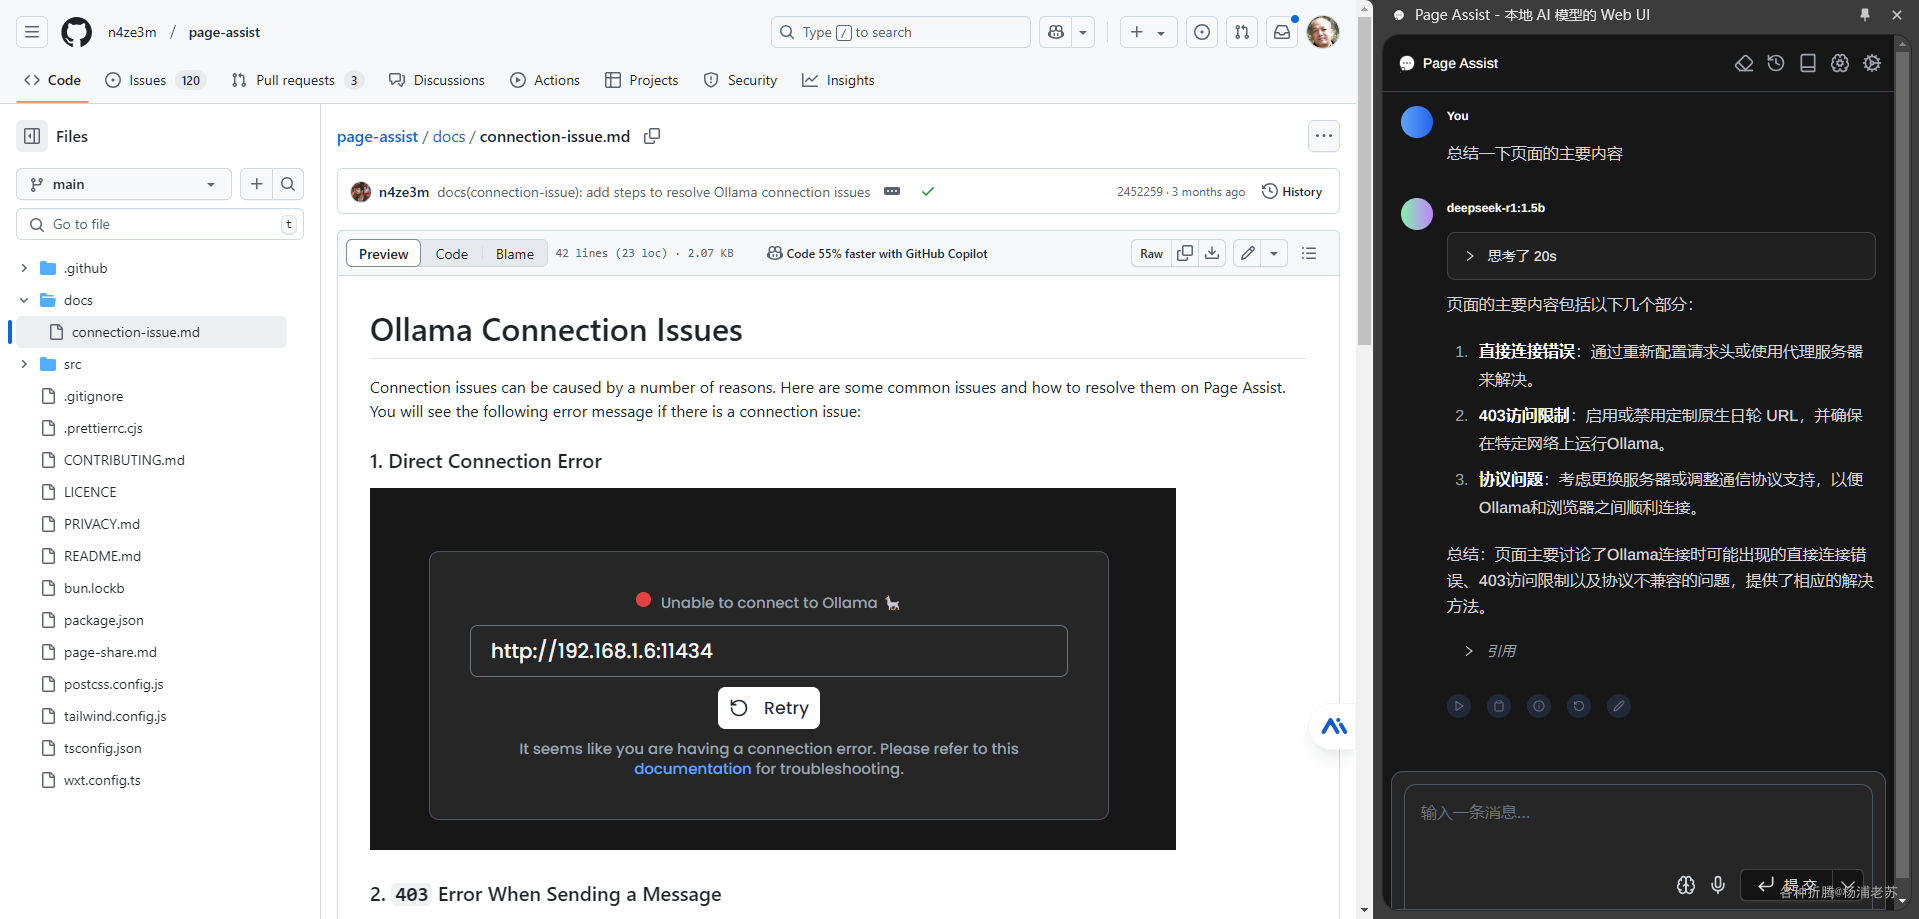 n4ze3m / page-assist
Type / to search
Code
Issues 120
Pull requests 3
Discussions
Actions
Projects
Security
Insights
Files
main
Go to file
t
.github
docs
connection-issue.md
src
.gitignore
.prettierrc.cjs
CONTRIBUTING.md
LICENCE
PRIVACY.md
README.md
bun.lockb
package.json
page-share.md
postcss.config.js
tailwind.config.js
tsconfig.json
wxt.config.ts
page-assist / docs / connection-issue.md
n4ze3m docs(connection-issue): add steps to resolve Ollama connection issues
2452259 · 3 months ago
History
Preview
Code
Blame
42 lines (23 loc) · 2.07 KB
Code 55% faster with GitHub Copilot
Raw
Ollama Connection Issues
Connection issues can be caused by a number of reasons. Here are some common issues and how to resolve them on Page Assist.
You will see the following error message if there is a connection issue:
1. Direct Connection Error
Unable to connect to Ollama
http://192.168.1.6:11434
Retry
It seems like you are having a connection error. Please refer to this
documentation for troubleshooting.
2. 403 Error When Sending a Message
Page Assist - 本地 AI 模型的 Web UI
Page Assist
You
总结一下页面的主要内容
deepseek-r1:1.5b
思考了 20s
页面的主要内容包括以下几个部分：
1. 直接连接错误：通过重新配置请求头或使用代理服务器
来解决。
2. 403访问限制：启用或禁用定制原生日轮 URL，并确保
在特定网络上运行Ollama。
3. 协议问题：考虑更换服务器或调整通信协议支持，以便
Ollama和浏览器之间顺利连接。
总结：页面主要讨论了Ollama连接时可能出现的直接连接错
误、403访问限制以及协议不兼容的问题，提供了相应的解决
方法。
引用
输入一条消息...
提交
各种折腾@杨浦老苏